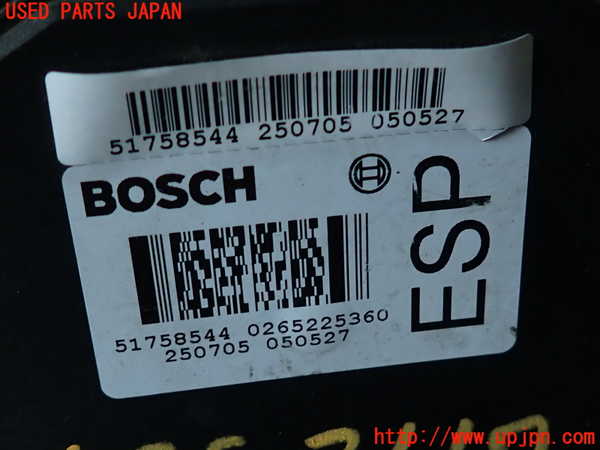 USED PARTS JAPAN
51758544 250705 050527
BOSCH
ESP
51758544 0265225360
250705 050527
http://www.upjpn.com/